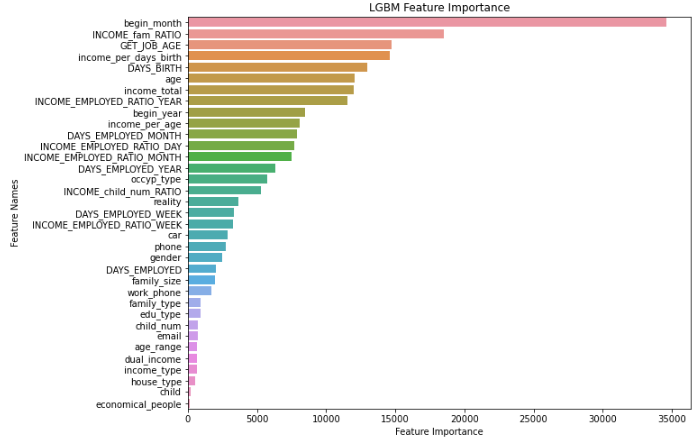 LGBM Feature Importance
begin_month
INCOME_fam_RATIO
GET_JOB_AGE
income_per_days_birth
DAYS_BIRTH
age
income_total
INCOME_EMPLOYED_RATIO_YEAR
begin_year
income_per_age
DAYS_EMPLOYED_MONTH
INCOME_EMPLOYED_RATIO_DAY
INCOME_EMPLOYED_RATIO_MONTH
DAYS_EMPLOYED_YEAR
occyp_type
INCOME_child_num_RATIO
reality
DAYS_EMPLOYED_WEEK
INCOME_EMPLOYED_RATIO_WEEK
car
phone
gender
DAYS_EMPLOYED
family_size
work_phone
family_type
edu_type
child_num
email
age_range
dual_income
income_type
house_type
child
economical_people
Feature Names
0 5000 10000 15000 20000 25000 30000 35000
Feature Importance